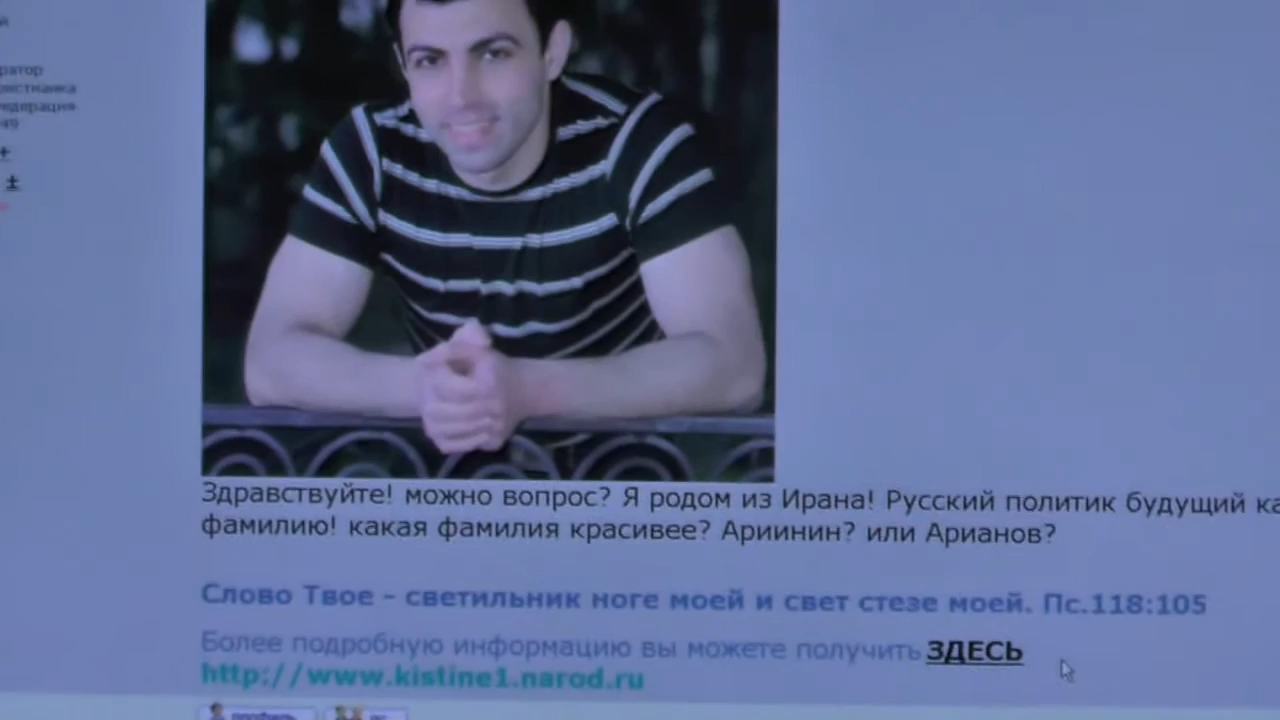 Здравствуйте! можно вопрос? Я родом из Ирана! Русский политик будущий
фамилию! какая фамилия красивее? Ариинин? или Арианов?
Слово Твое – светильник ноге моей и свет стезе моей. Пс.118:105
Более подробную информацию вы можете получить ЗДЕСЬ
http://www.kistine1.narod.ru